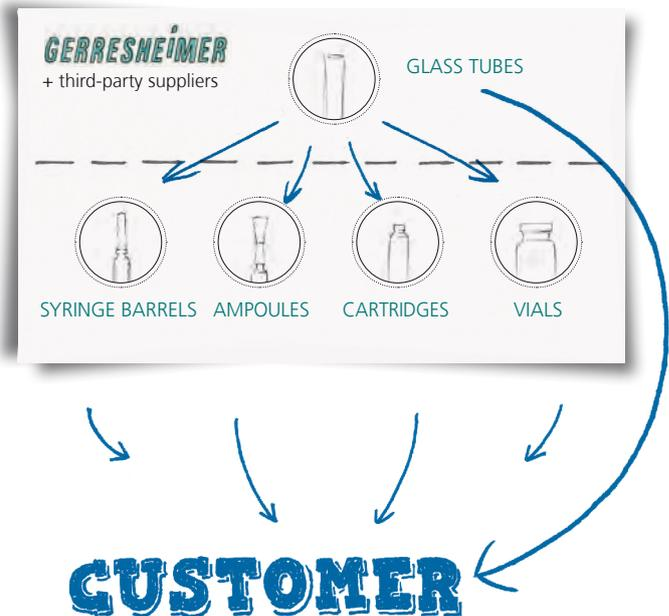 GERRESHEIMER
+ third-party suppliers
GLASS TUBES
SYRINGE BARRELS AMPOULES CARTRIDGES VIALS
CUSTOMER